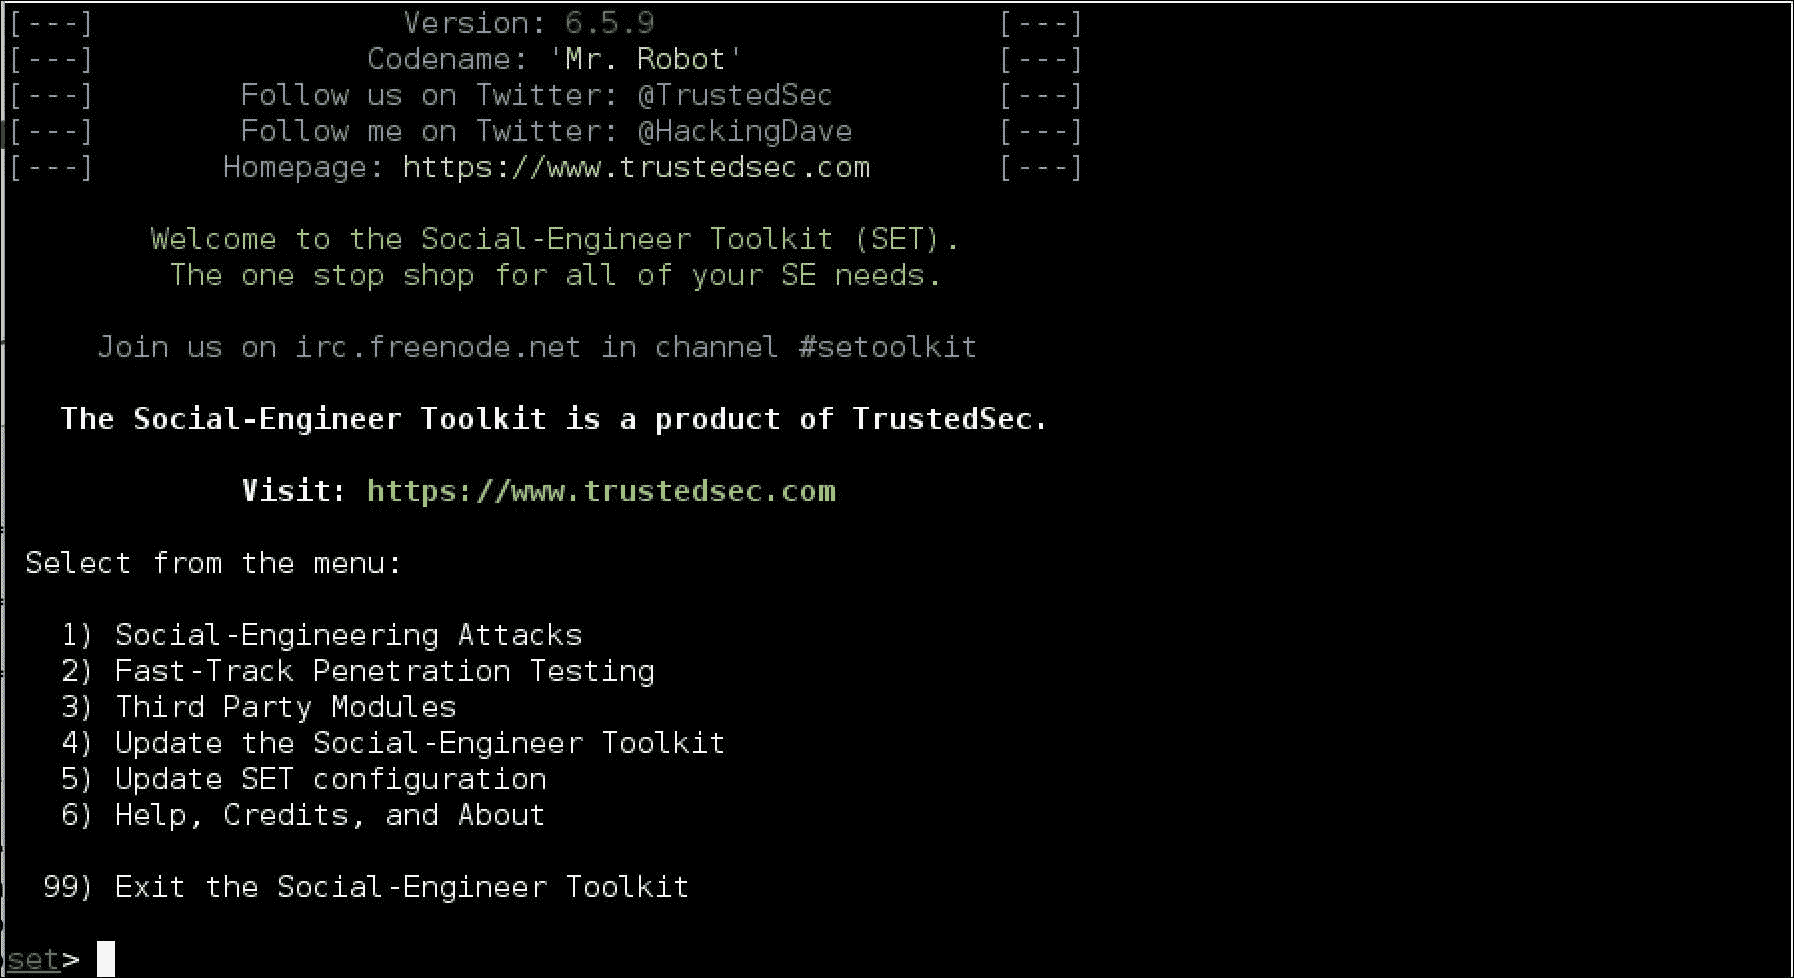 [---] Version: 6.5.9 [---]
[---] Codename: 'Mr. Robot' [---]
[---] Follow us on Twitter: @TrustedSec [---]
[---] Follow me on Twitter: @HackingDave [---]
[---] Homepage: https://www.trustedsec.com [---]
Welcome to the Social-Engineer Toolkit (SET).
The one stop shop for all of your SE needs.
Join us on irc.freenode.net in channel #setoolkit
The Social-Engineer Toolkit is a product of TrustedSec.
Visit: https://www.trustedsec.com
Select from the menu:
1) Social-Engineering Attacks
2) Fast-Track Penetration Testing
3) Third Party Modules
4) Update the Social-Engineer Toolkit
5) Update SET configuration
6) Help, Credits, and About
99) Exit the Social-Engineer Toolkit
set>